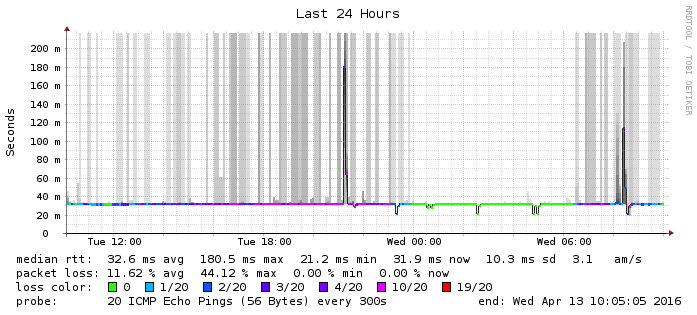 Last 24 Hours
RRDTOOL / TOBI OETIKER
Seconds
200 m
180 m
160 m
140 m
120 m
100 m
80 m
60 m
40 m
20 m
0
Tue 12:00 Tue 18:00 Wed 00:00 Wed 06:00
median rtt: 32.6 ms avg 180.5 ms max 21.2 ms min 31.9 ms now 10.3 ms sd 3.1 am/s
packet loss: 11.62 % avg 44.12 % max 0.00 % min 0.00 % now
loss color: 0 1/20 2/20 3/20 4/20 10/20 19/20
probe: 20 ICMP Echo Pings (56 Bytes) every 300s end: Wed Apr 13 10:05:05 2016